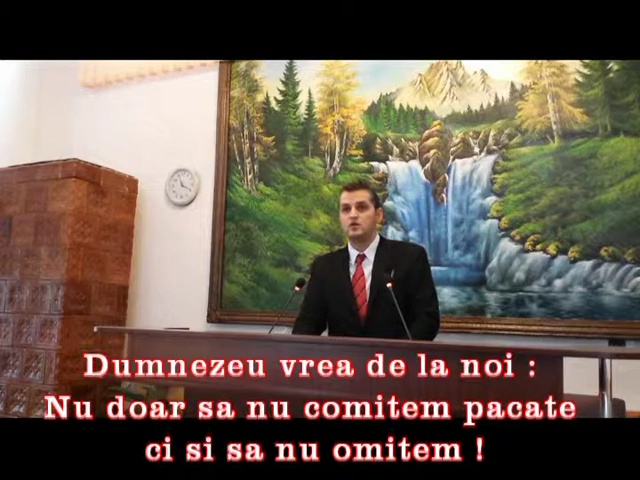 Dumnezeu vrea de la noi :
Nu doar sa nu comitem pacate
ci si sa nu omitem !